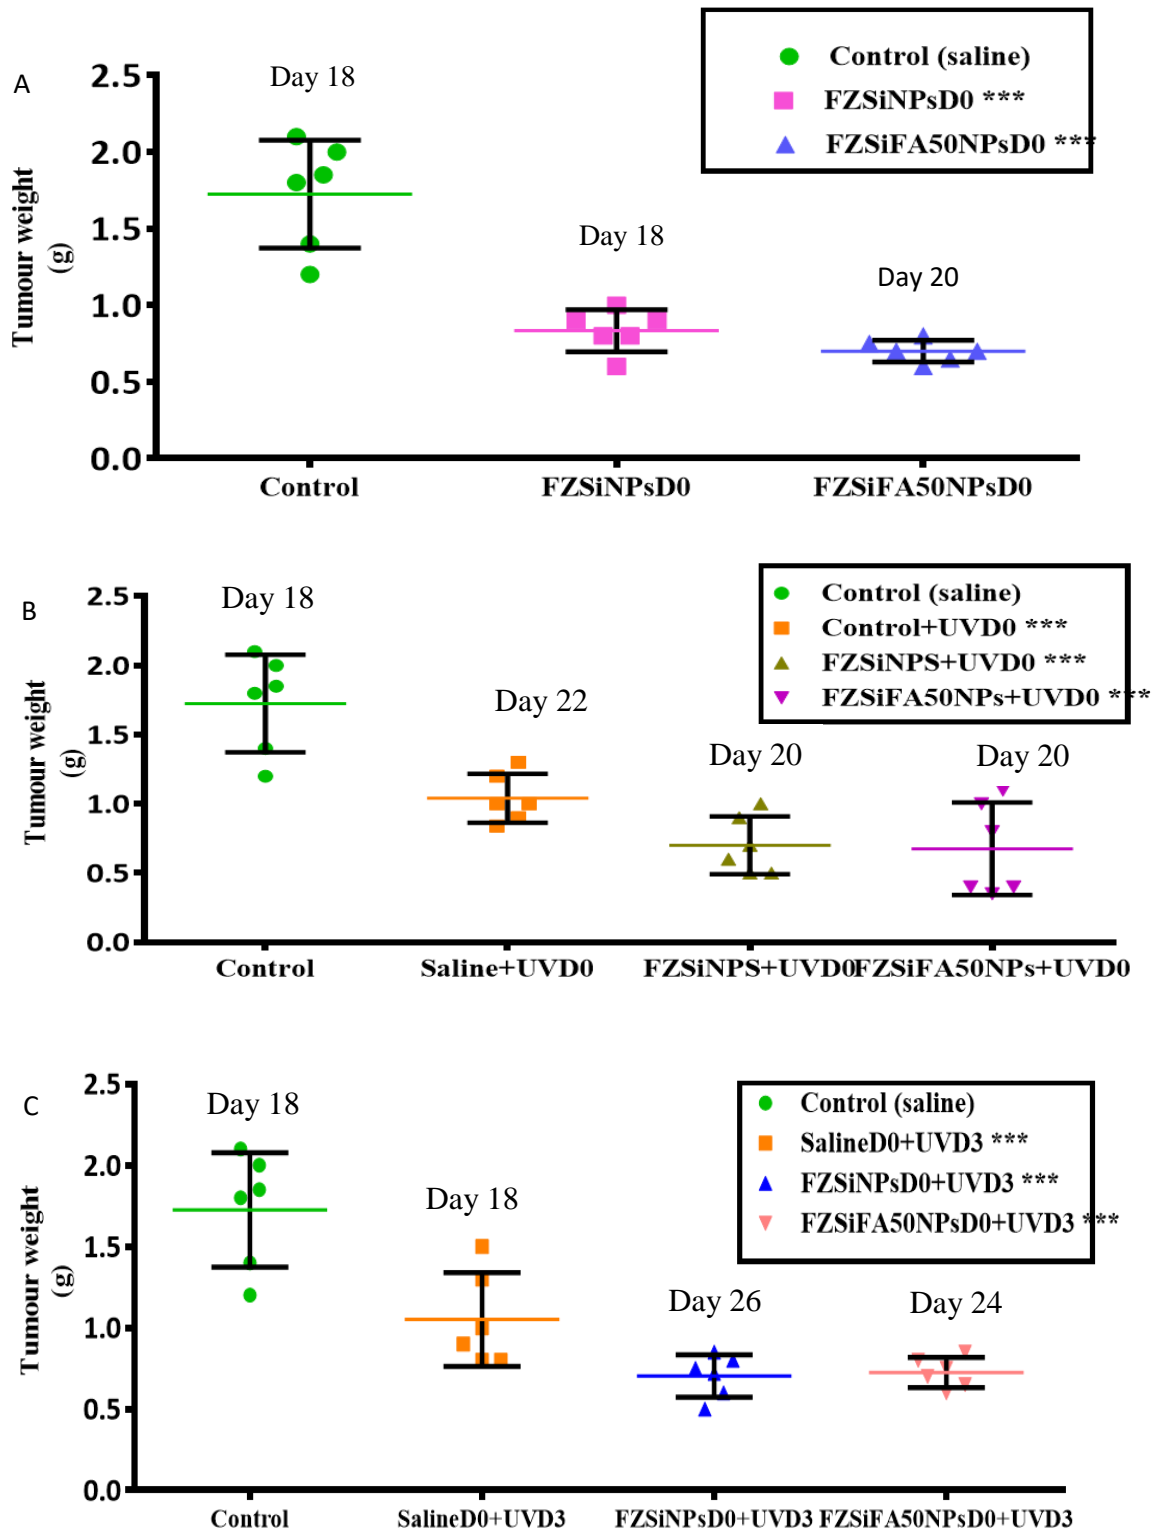 A
Day 18
Control (saline)
FZSiNPsD0 ***
FZSiFA50NPsD0 ***
Day 18
Day 20
Tumour weight
(g)
2.5
2.0
1.5
1.0
0.5
0.0
Control
FZSiNPsD0
FZSiFA50NPsD0
B
Day 18
Control (saline)
Control+UVD0 ***
FZSiNPS+UVD0 ***
FZSiFA50NPs+UVD0 ***
Day 22
Day 20
Day 20
Tumour weight
(g)
2.5
2.0
1.5
1.0
0.5
0.0
Control
Saline+UVD0
FZSiNPS+UVD0
FZSiFA50NPs+UVD0
C
Day 18
Control (saline)
SalineD0+UVD3 ***
FZSiNPsD0+UVD3 ***
FZSiFA50NPsD0+UVD3 ***
Day 18
Day 26
Day 24
Tumour weight
(g)
2.5
2.0
1.5
1.0
0.5
0.0
Control
SalineD0+UVD3
FZSiNPsD0+UVD3
FZSiFA50NPsD0+UVD3